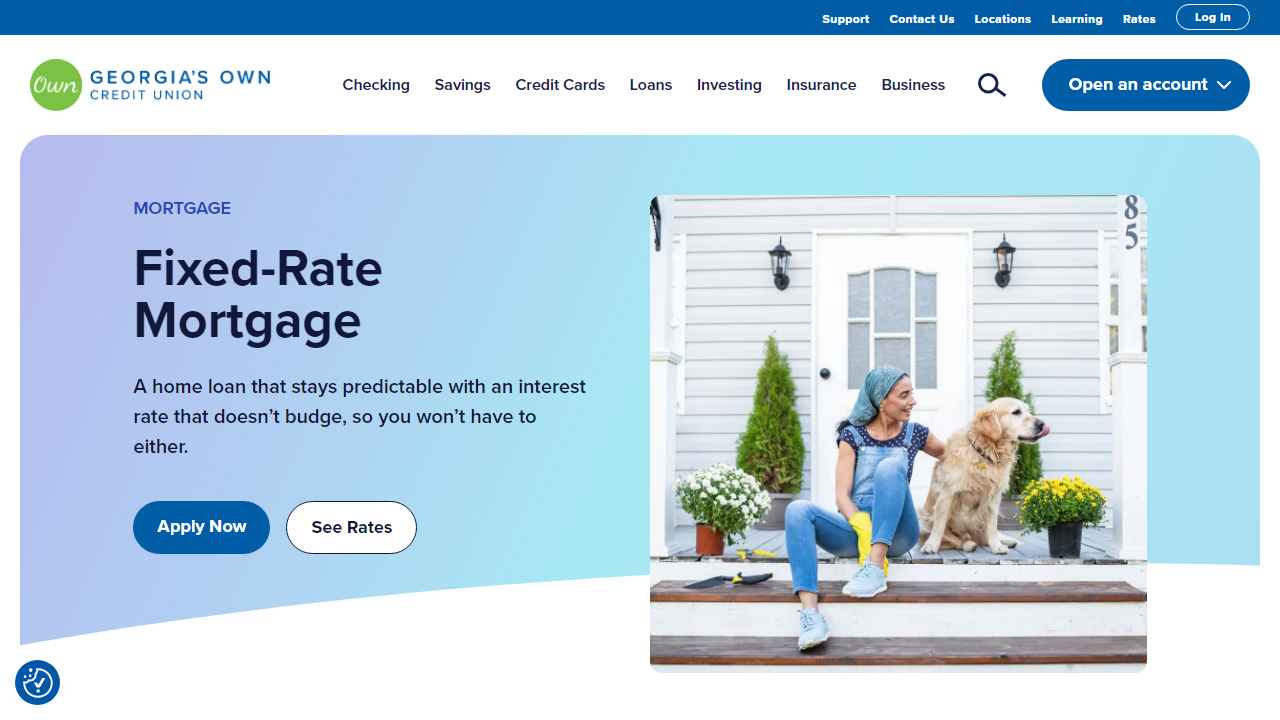 Support Contact Us Locations Learning Rates Log In
Own GEORGIA'S OWN
CREDIT UNION
Checking Savings Credit Cards Loans Investing Insurance Business Open an account
MORTGAGE
Fixed-Rate
Mortgage
A home loan that stays predictable with an interest
rate that doesn't budge, so you won't have to
either.
Apply Now See Rates
8
5